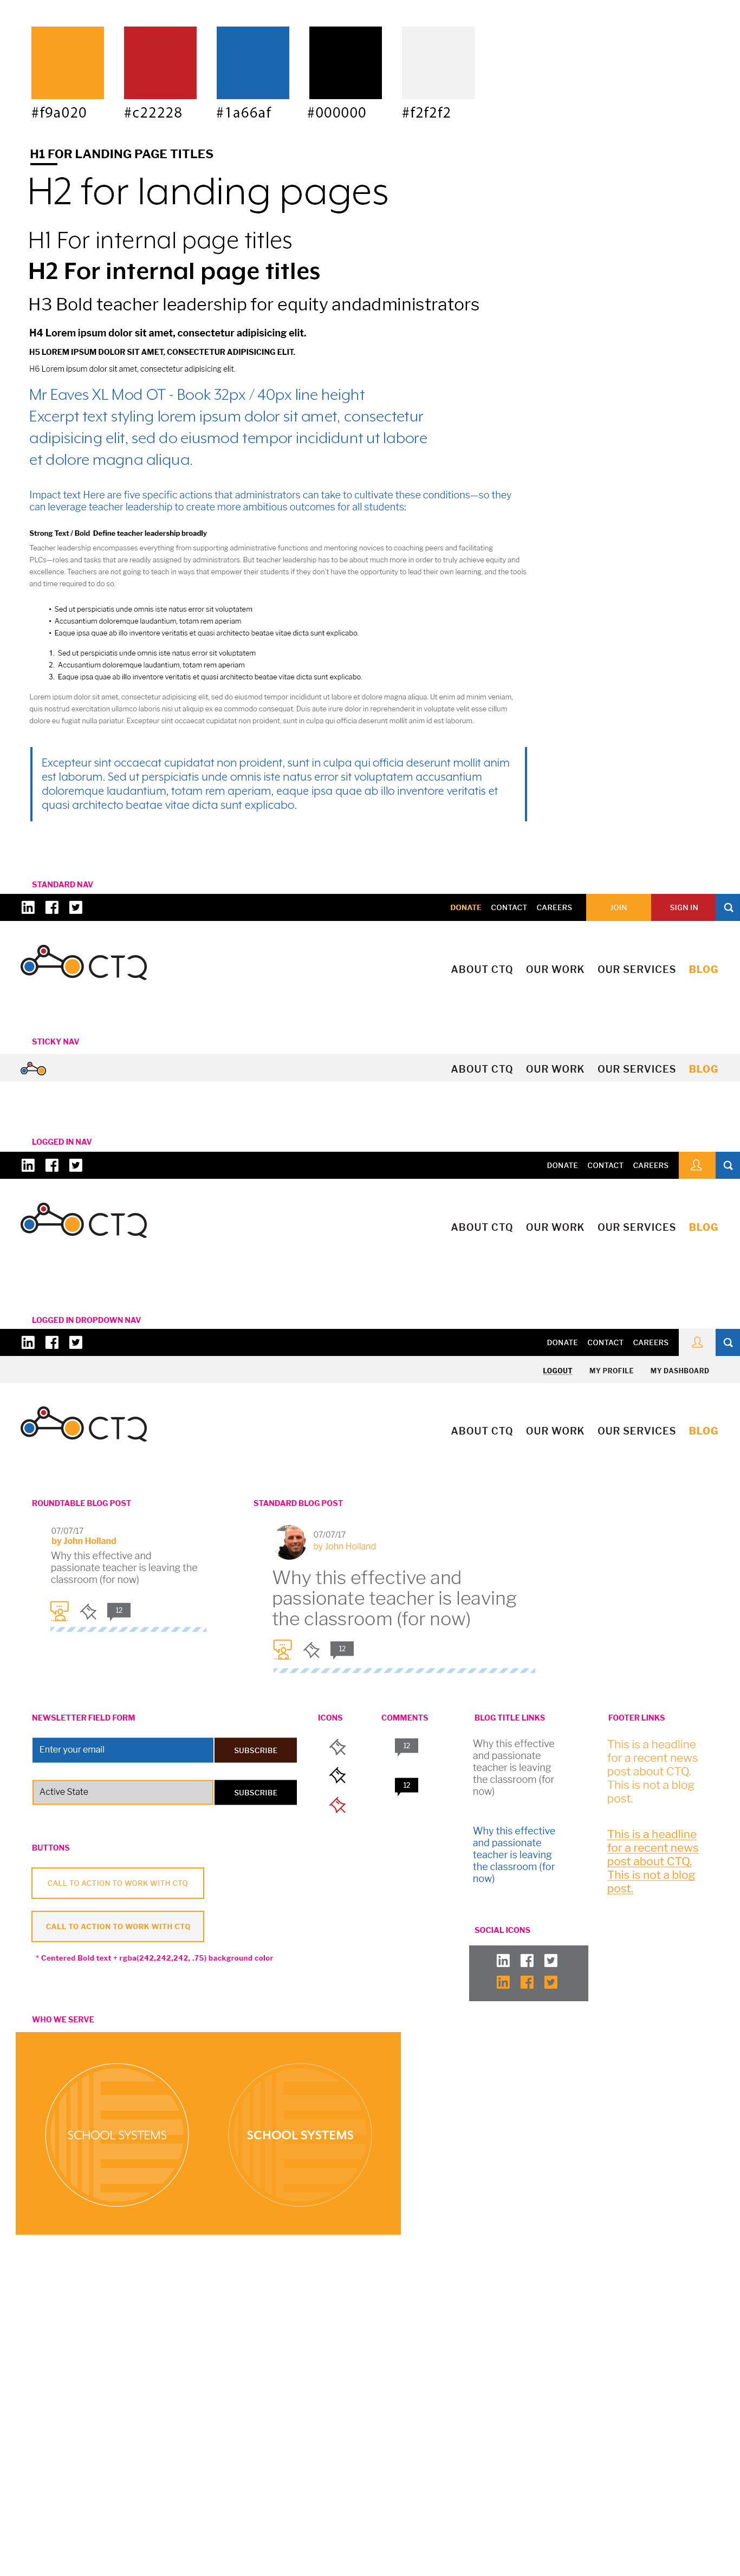 #f9a020 #c22228 #1a66af #000000 #f2f2f2
H1 FOR LANDING PAGE TITLES
H2 for landing pages
H1 For internal page titles
H2 For internal page titles
H3 Bold teacher leadership for equity andadministrators
H4 Lorem ipsum dolor sit amet, consectetur adipisicing elit.
H5 LOREM IPSUM DOLOR SIT AMET, CONSECTETUR ADIPISICING ELIT.
H6 Lorem ipsum dolor sit amet, consectetur adipisicing elit.
Mr Eaves XL Mod OT - Book 32px / 40px line height
Excerpt text styling lorem ipsum dolor sit amet, consectetur
adipisicing elit, sed do eiusmod tempor incididunt ut labore
et dolore magna aliqua.
Impact text Here are five specific actions that administrators can take to cultivate these conditions—so they
can leverage teacher leadership to create more ambitious outcomes for all students:
Strong Text / Bold Define teacher leadership broadly
Teacher leadership encompasses everything from supporting administrative functions and mentoring novices to coaching peers and facilitating
PLCs—roles and tasks that are readily assigned by administrators. But teacher leadership has to be about much more in order to truly achieve equity and
excellence. Teachers are not going to teach in ways that empower their students if they don't have the opportunity to lead their own learning, and the tools
and time required to do so.
• Sed ut perspiciatis unde omnis iste natus error sit voluptatem
• Accusantium doloremque laudantium, totam rem aperiam
• Eaque ipsa quae ab illo inventore veritatis et quasi architecto beatae vitae dicta sunt explicabo.
1. Sed ut perspiciatis unde omnis iste natus error sit voluptatem
2. Accusantium doloremque laudantium, totam rem aperiam
3. Eaque ipsa quae ab illo inventore veritatis et quasi architecto beatae vitae dicta sunt explicabo.
Lorem ipsum dolor sit amet, consectetur adipisicing elit, sed do eiusmod tempor incididunt ut labore et dolore magna aliqua. Ut enim ad minim veniam,
quis nostrud exercitation ullamco laboris nisi ut aliquip ex ea commodo consequat. Duis aute irure dolor in reprehenderit in voluptate velit esse cillum
dolore eu fugiat nulla pariatur. Excepteur sint occaecat cupidatat non proident, sunt in culpa qui officia deserunt mollit anim id est laborum.
Excepteur sint occaecat cupidatat non proident, sunt in culpa qui officia deserunt mollit anim
est laborum. Sed ut perspiciatis unde omnis iste natus error sit voluptatem accusantium
doloremque laudantium, totam rem aperiam, eaque ipsa quae ab illo inventore veritatis et
quasi architecto beatae vitae dicta sunt explicabo.
STANDARD NAV
in f DONATE CONTACT CAREERS JOIN SIGN IN
CTQ ABOUT CTQ OUR WORK OUR SERVICES BLOG
STICKY NAV
ABOUT CTQ OUR WORK OUR SERVICES BLOG
LOGGED IN NAV
in f DONATE CONTACT CAREERS
CTQ ABOUT CTQ OUR WORK OUR SERVICES BLOG
LOGGED IN DROPDOWN NAV
in f DONATE CONTACT CAREERS
LOGOUT MY PROFILE MY DASHBOARD
CTQ ABOUT CTQ OUR WORK OUR SERVICES BLOG
ROUNDTABLE BLOG POST
07/07/17
by John Holland
Why this effective and
passionate teacher is leaving the
classroom (for now)
12
STANDARD BLOG POST
07/07/17
by John Holland
Why this effective and
passionate teacher is leaving
the classroom (for now)
12
NEWSLETTER FIELD FORM
Enter your email SUBSCRIBE
Active State SUBSCRIBE
ICONS
COMMENTS
12
12
BLOG TITLE LINKS
Why this effective
and passionate
teacher is leaving
the classroom (for
now)
Why this effective
and passionate
teacher is leaving
the classroom (for
now)
FOOTER LINKS
This is a headline
for a recent news
post about CTQ.
This is not a blog
post.
This is a headline
for a recent news
post about CTQ.
This is not a blog
post.
BUTTONS
CALL TO ACTION TO WORK WITH CTQ
CALL TO ACTION TO WORK WITH CTQ
* Centered Bold text + rgba(242,242,242, .75) background color
SOCIAL ICONS
in f
in f
WHO WE SERVE
SCHOOL SYSTEMS SCHOOL SYSTEMS